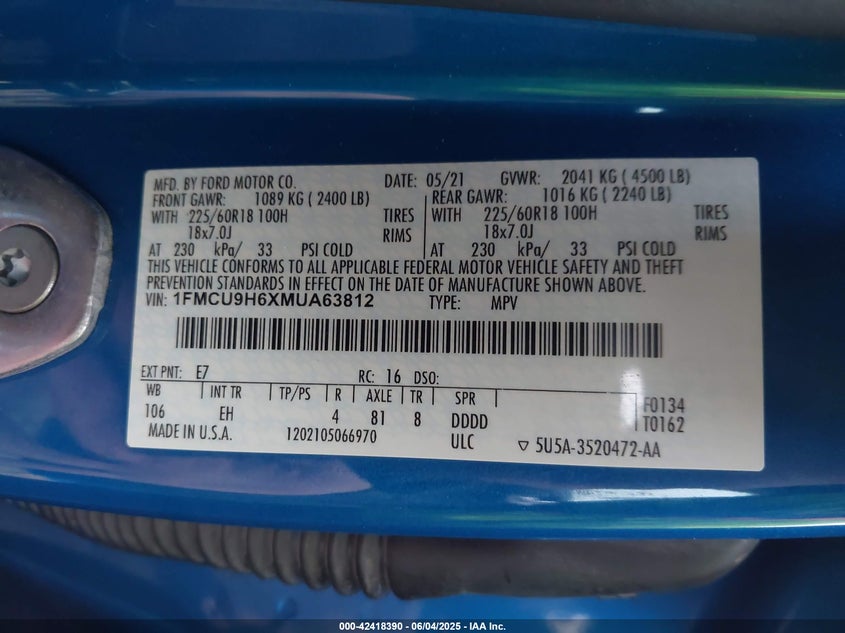 MFD. BY FORD MOTOR CO. DATE: 05/21 GVWR: 2041 KG ( 4500 LB)
FRONT GAWR: 1089 KG ( 2400 LB) REAR GAWR: 1016 KG ( 2240 LB)
WITH 225/60R18 100H TIRES WITH 225/60R18 100H TIRES
18x7.0J RIMS 18x7.0J RIMS
AT 230 kPa/ 33 PSI COLD AT 230 kPa/ 33 PSI COLD
THIS VEHICLE CONFORMS TO ALL APPLICABLE FEDERAL MOTOR VEHICLE SAFETY AND THEFT
PREVENTION STANDARDS IN EFFECT ON THE DATE OF MANUFACTURE SHOWN ABOVE.
VIN: 1FMCU9H6XMUA63812 TYPE: MPV
EXT PNT: E7 RC: 16 DSO:
WB INT TR TP/PS R AXLE TR SPR
106 EH 4 81 8 DDDD
F0134
T0162
MADE IN U.S.A. 1202105066970 ULC ▽ 5U5A-3520472-AA
000-42418390 - 06/04/2025 - IAA Inc.